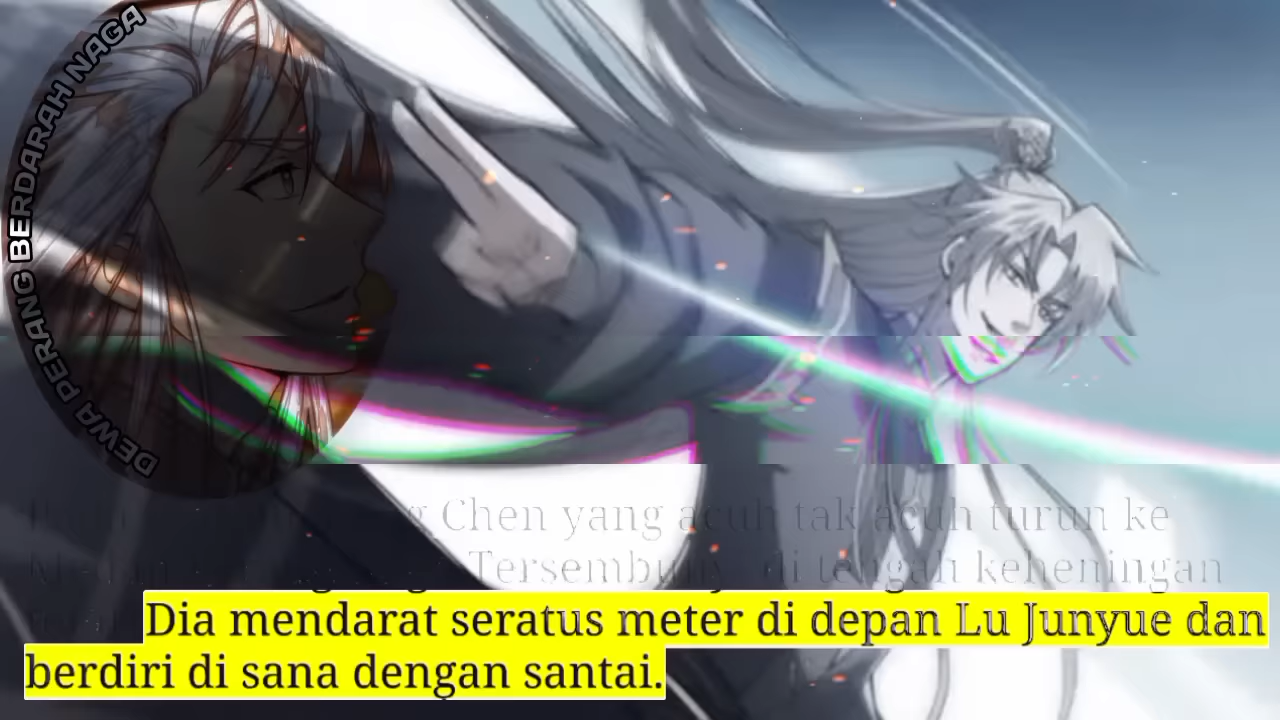 DEWA PERANG BERDARAH NAGA
Chen yang acuh tak acuh turun ke
Tersembunyi di tengah keheningan
Dia mendarat seratus meter di depan Lu Junyue dan
berdiri di sana dengan santai.